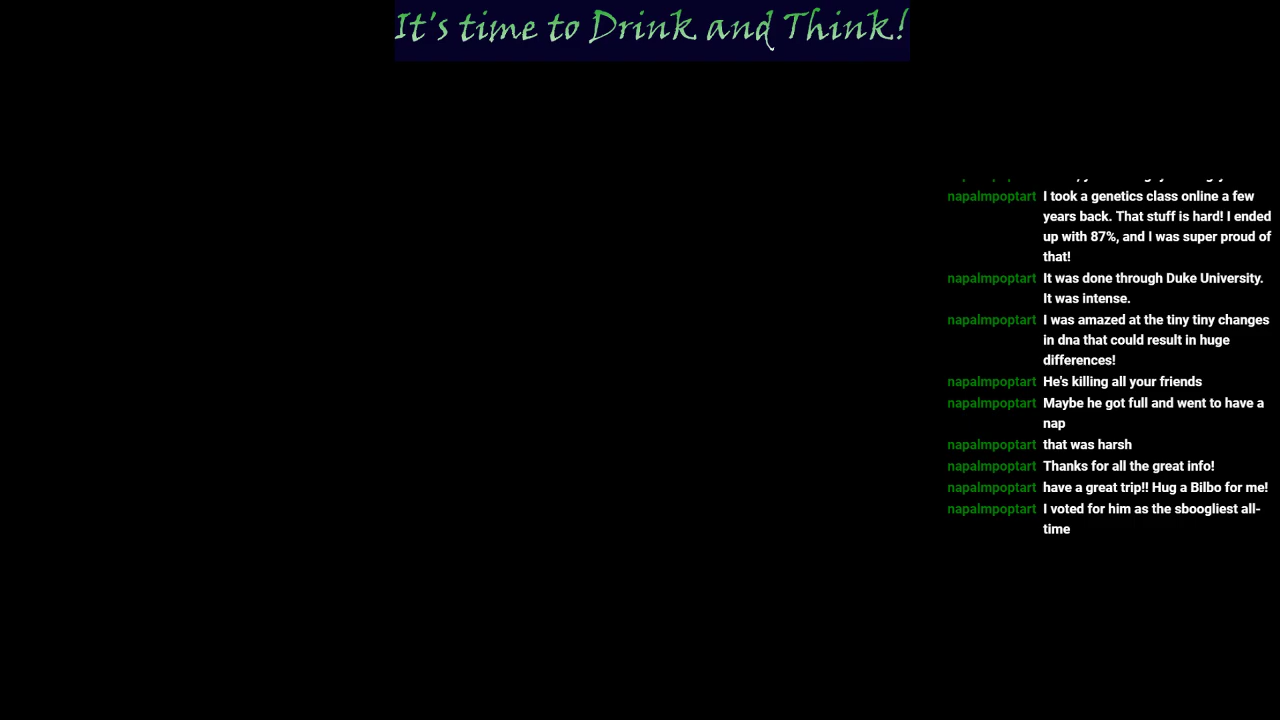 It's time to Drink and Think!
napalmpoptart I took a genetics class online a few
years back. That stuff is hard! I ended
up with 87%, and I was super proud of
that!
napalmpoptart It was done through Duke University.
It was intense.
napalmpoptart I was amazed at the tiny tiny changes
in dna that could result in huge
differences!
napalmpoptart He's killing all your friends
napalmpoptart Maybe he got full and went to have a
nap
napalmpoptart that was harsh
napalmpoptart Thanks for all the great info!
napalmpoptart have a great trip!! Hug a Bilbo for me!
napalmpoptart I voted for him as the sboogliest all-
time